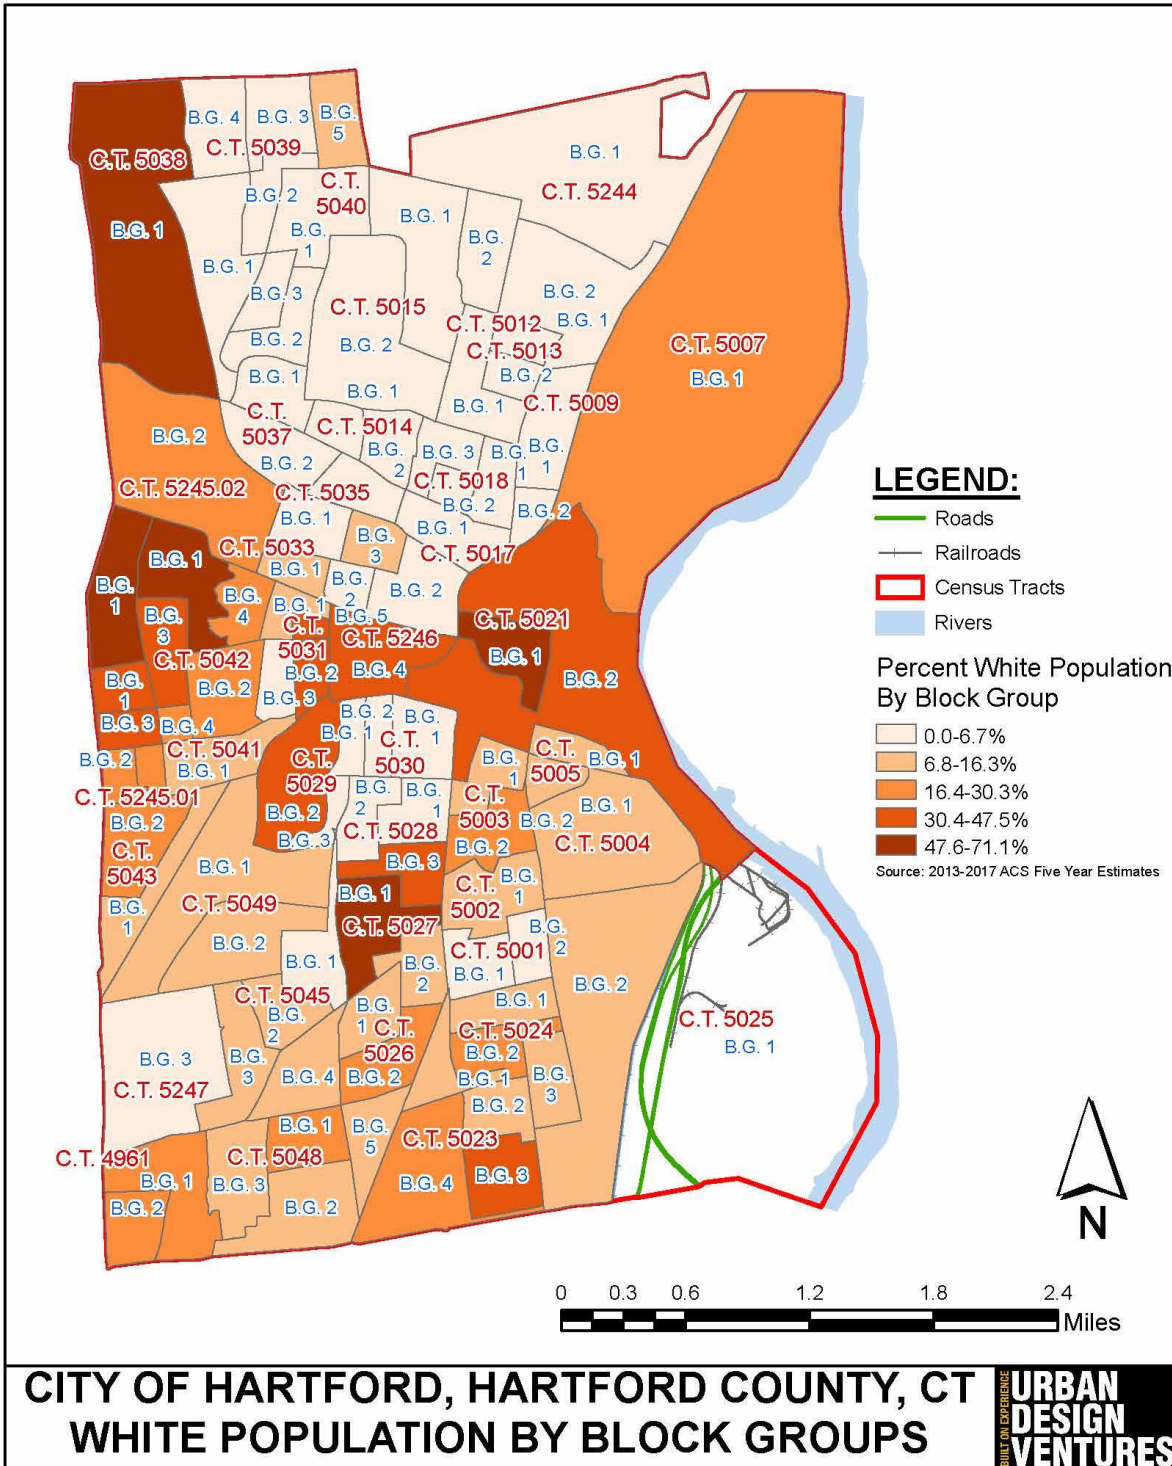 B.G. 4
B.G. 3
B.G.
5
C.T. 5038
C.T. 5039
B.G. 1
C.T. 5244
C.T.
5040
B.G. 2
B.G. 1
B.G. 1
B.G.
2
B.G.
1
B.G. 1
B.G. 3
B.G. 2
B.G. 1
C.T. 5015
C.T. 5012
C.T. 5013
B.G. 2
B.G. 2
B.G. 2
C.T. 5007
B.G. 1
B.G. 1
B.G. 1
B.G. 1
C.T. 5009
C.T.
5037
C.T. 5014
B.G. 2
B.G. 2
B.G.
2
B.G. 3
B.G.
1
B.G.
1
C.T. 5018
C.T. 5245.02
C.T. 5035
B.G. 2
B.G. 2
B.G. 1
B.G. 1
C.T. 5033
B.G.
3
C.T. 5017
B.G. 1
B.G. 1
B.G.
1
B.G.
2
B.G. 2
B.G.
4
B.G. 1
B.G. 5
C.T. 5021
B.G.
3
C.T.
5031
C.T. 5246
C.T. 5042
B.G. 1
B.G. 2
B.G. 4
B.G. 2
B.G.
1
B.G. 2
B.G. 3
B.G. 3
B.G. 4
B.G. 2
B.G. 1
B.G.
1
C.T.
5030
C.T. 5041
B.G. 2
B.G. 1
C.T.
5029
B.G.
1
C.T.
5005
B.G. 1
C.T. 5245.01
B.G.
2
B.G.
1
C.T.
5003
B.G. 2
B.G. 2
B.G. 3
C.T. 5028
B.G. 2
B.G. 1
C.T. 5004
C.T.
5043
B.G. 2
B.G. 1
B.G. 3
B.G.
1
C.T. 5049
B.G. 1
C.T.
5002
B.G.
1
C.T. 5027
B.G. 2
B.G. 1
C.T. 5001
B.G. 1
B.G.
2
B.G.
2
B.G. 2
C.T. 5045
B.G.
2
B.G.
1
B.G. 1
C.T.
5026
C.T. 5024
B.G. 2
C.T. 5025
B.G. 1
B.G. 3
C.T. 5247
B.G.
3
B.G. 4
B.G. 2
B.G. 1
B.G.
3
B.G. 2
B.G. 1
B.G.
5
C.T. 5023
C.T. 4961
C.T. 5048
B.G. 1
B.G. 3
B.G. 4
B.G. 3
B.G. 2
B.G. 2
LEGEND:
Roads
Railroads
Census Tracts
Rivers
Percent White Population
By Block Group
0.0-6.7%
6.8-16.3%
16.4-30.3%
30.4-47.5%
47.6-71.1%
Source: 2013-2017 ACS Five Year Estimates
N
0 0.3 0.6 1.2 1.8 2.4
Miles
CITY OF HARTFORD, HARTFORD COUNTY, CT
WHITE POPULATION BY BLOCK GROUPS
BUILT ON EXPERIENCE
URBAN
DESIGN
VENTURES